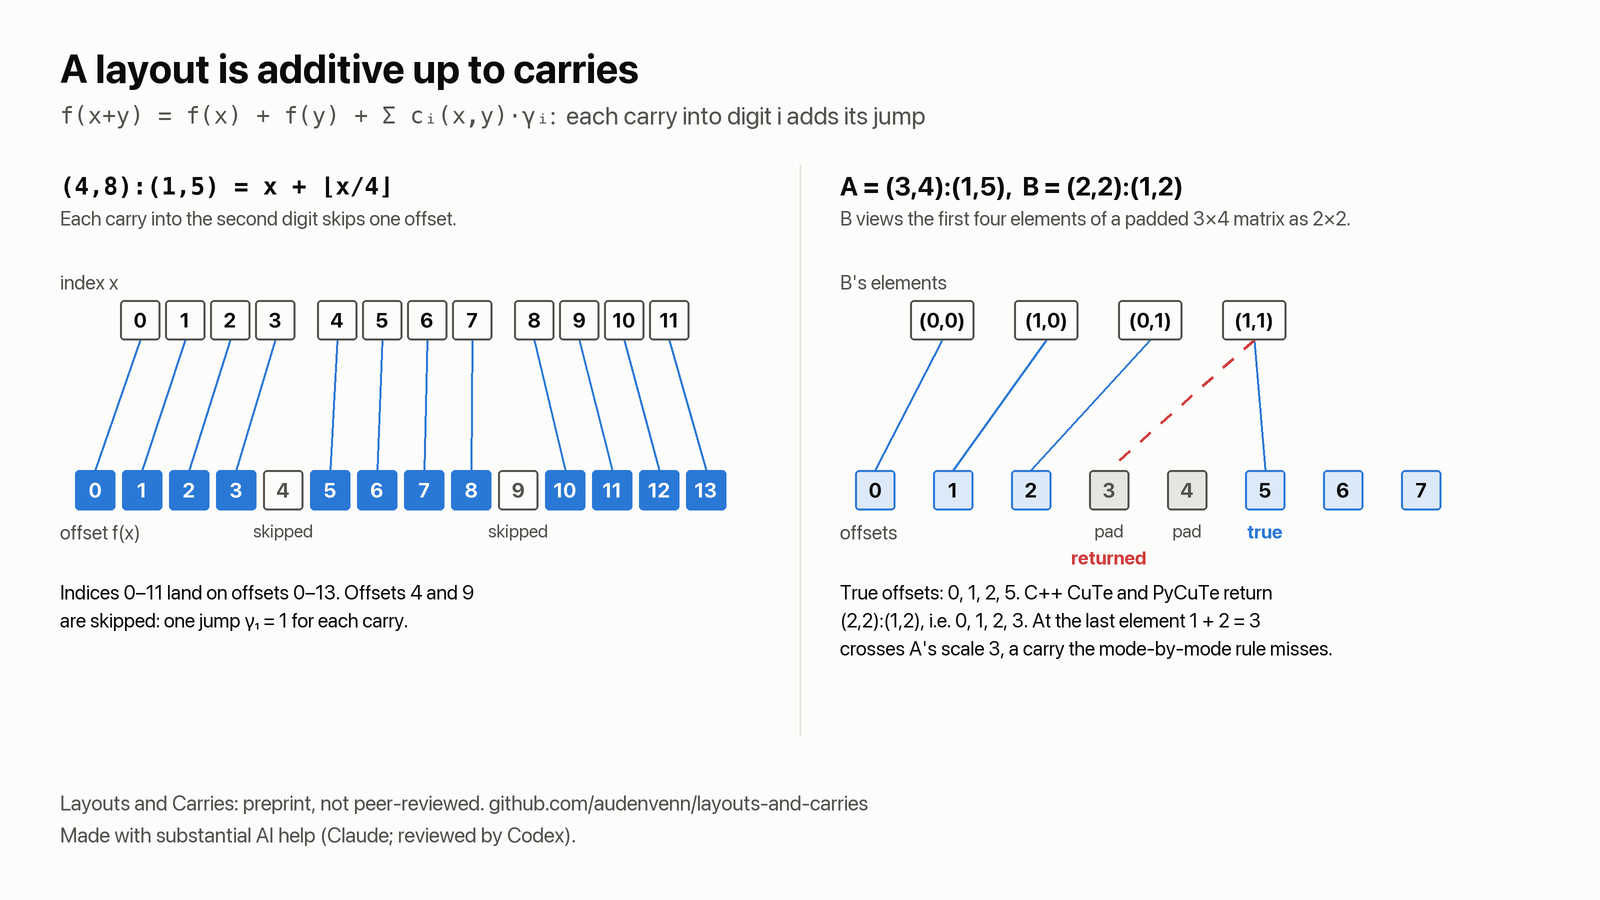 A layout is additive up to carries
f(x+y) = f(x) + f(y) + Σ cᵢ(x,y)·γᵢ: each carry into digit i adds its jump
(4,8):(1,5) = x + ⌊x/4⌋
Each carry into the second digit skips one offset.
index x
0 1 2 3 4 5 6 7 8 9 10 11
0 1 2 3 4 5 6 7 8 9 10 11 12 13
offset f(x)
skipped
skipped
Indices 0–11 land on offsets 0–13. Offsets 4 and 9
are skipped: one jump γ₁ = 1 for each carry.
A = (3,4):(1,5), B = (2,2):(1,2)
B views the first four elements of a padded 3×4 matrix as 2×2.
B's elements
(0,0) (1,0) (0,1) (1,1)
0 1 2 3 4 5 6 7
offsets
pad
pad
true
returned
True offsets: 0, 1, 2, 5. C++ CuTe and PyCuTe return
(2,2):(1,2), i.e. 0, 1, 2, 3. At the last element 1 + 2 = 3
crosses A's scale 3, a carry the mode-by-mode rule misses.
Layouts and Carries: preprint, not peer-reviewed. github.com/audenvenn/layouts-and-carries
Made with substantial AI help (Claude; reviewed by Codex).